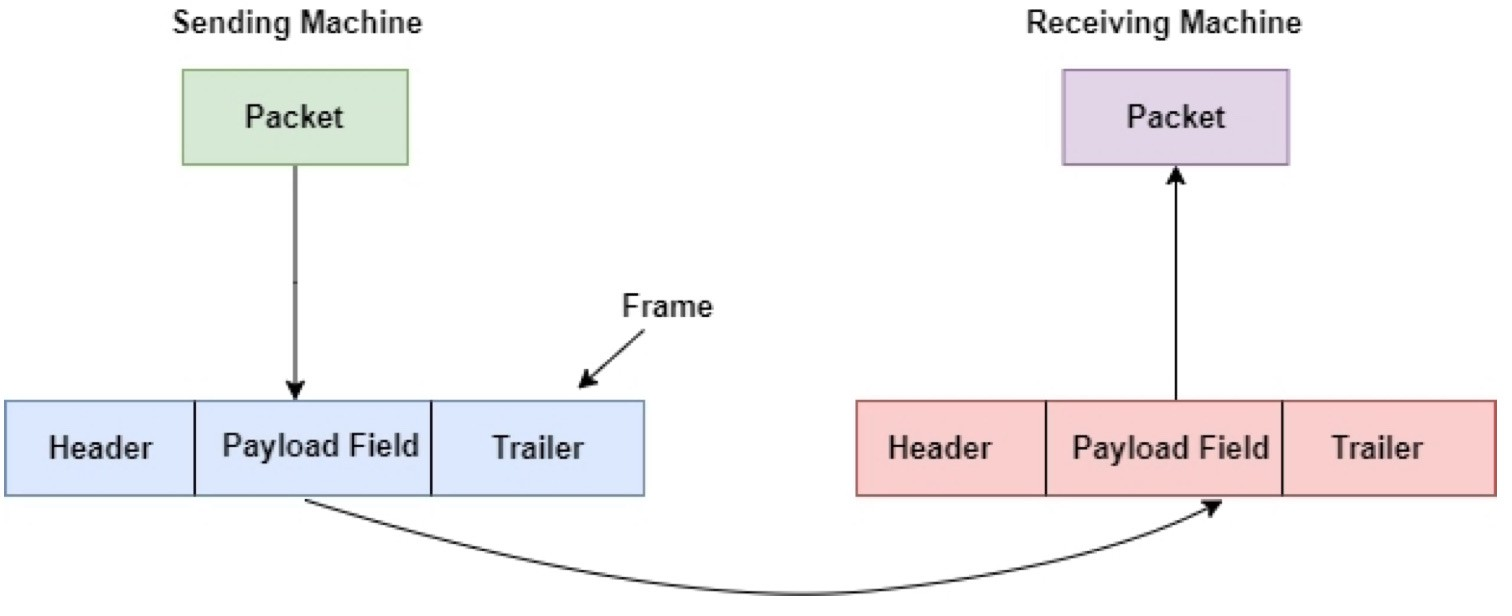 Sending Machine
Receiving Machine
Packet
Packet
Frame
Header
Payload Field
Trailer
Header
Payload Field
Trailer